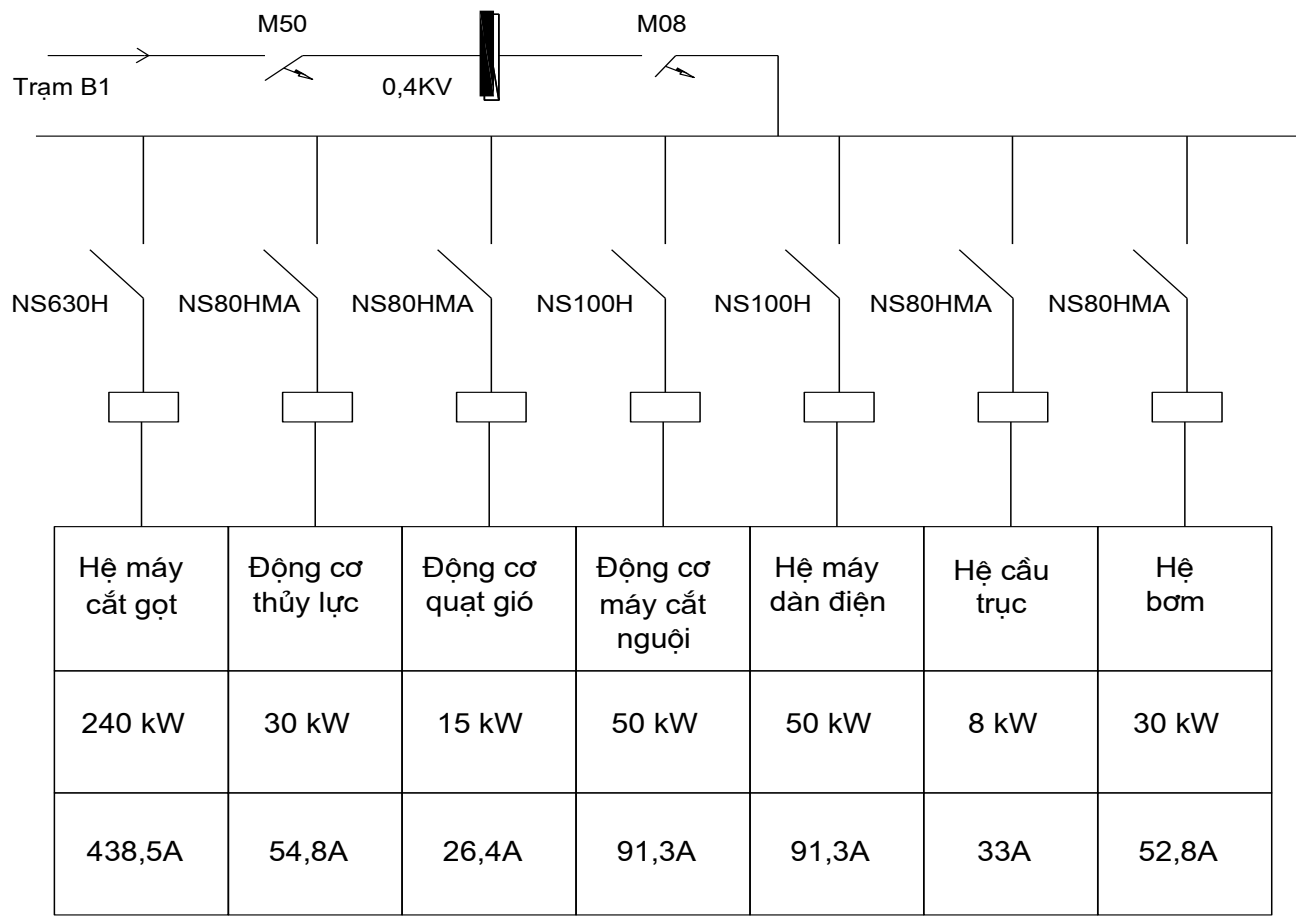 M50
M08
Trạm B1
0,4KV
NS630H
NS80HMA
NS80HMA
NS100H
NS100H
NS80HMA
NS80HMA
Hệ máy
cắt gọt
Động cơ
thủy lực
Động cơ
quạt gió
Động cơ
máy cắt
nguội
Hệ máy
dàn điện
Hệ cầu
trục
Hệ
bơm
240 kW
30 kW
15 kW
50 kW
50 kW
8 kW
30 kW
438,5A
54,8A
26,4A
91,3A
91,3A
33A
52,8A